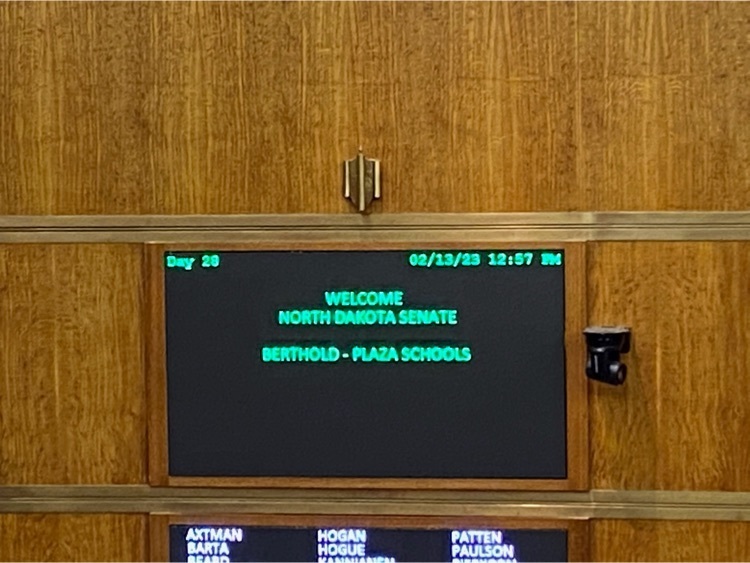 Day 28 02/13/23 12:57 PM
WELCOME
NORTH DAKOTA SENATE
BERTHOLD - PLAZA SCHOOLS
AXTMAN HOGAN PATTEN
BARTA HOGUE PAULSON